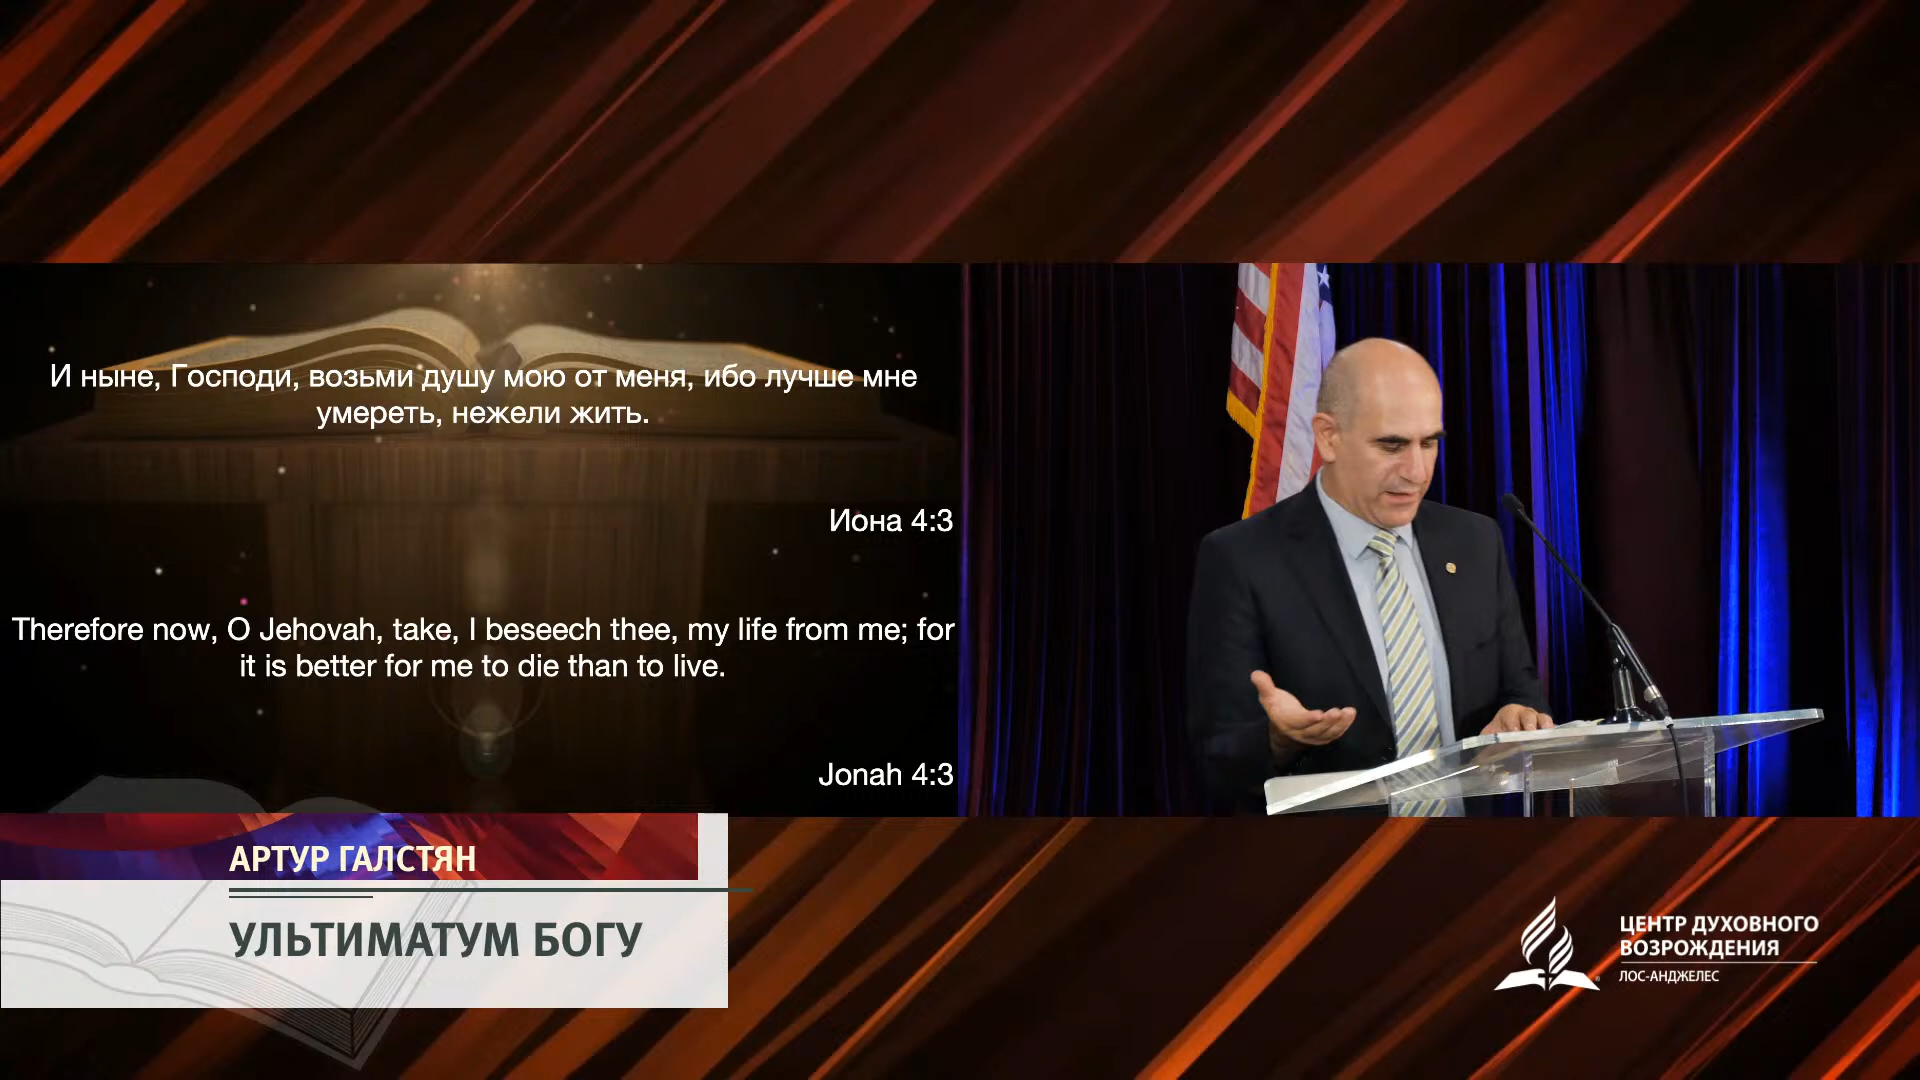 И ныне, Господи, возьми душу мою от меня, ибо лучше мне
умереть, нежели жить.
Иона 4:3
Therefore now, O Jehovah, take, I beseech thee, my life from me; for
it is better for me to die than to live.
Jonah 4:3
АРТУР ГАЛСТЯН
УЛЬТИМАТУМ БОГУ
ЦЕНТР ДУХОВНОГО
ВОЗРОЖДЕНИЯ
ЛОС-АНДЖЕЛЕС